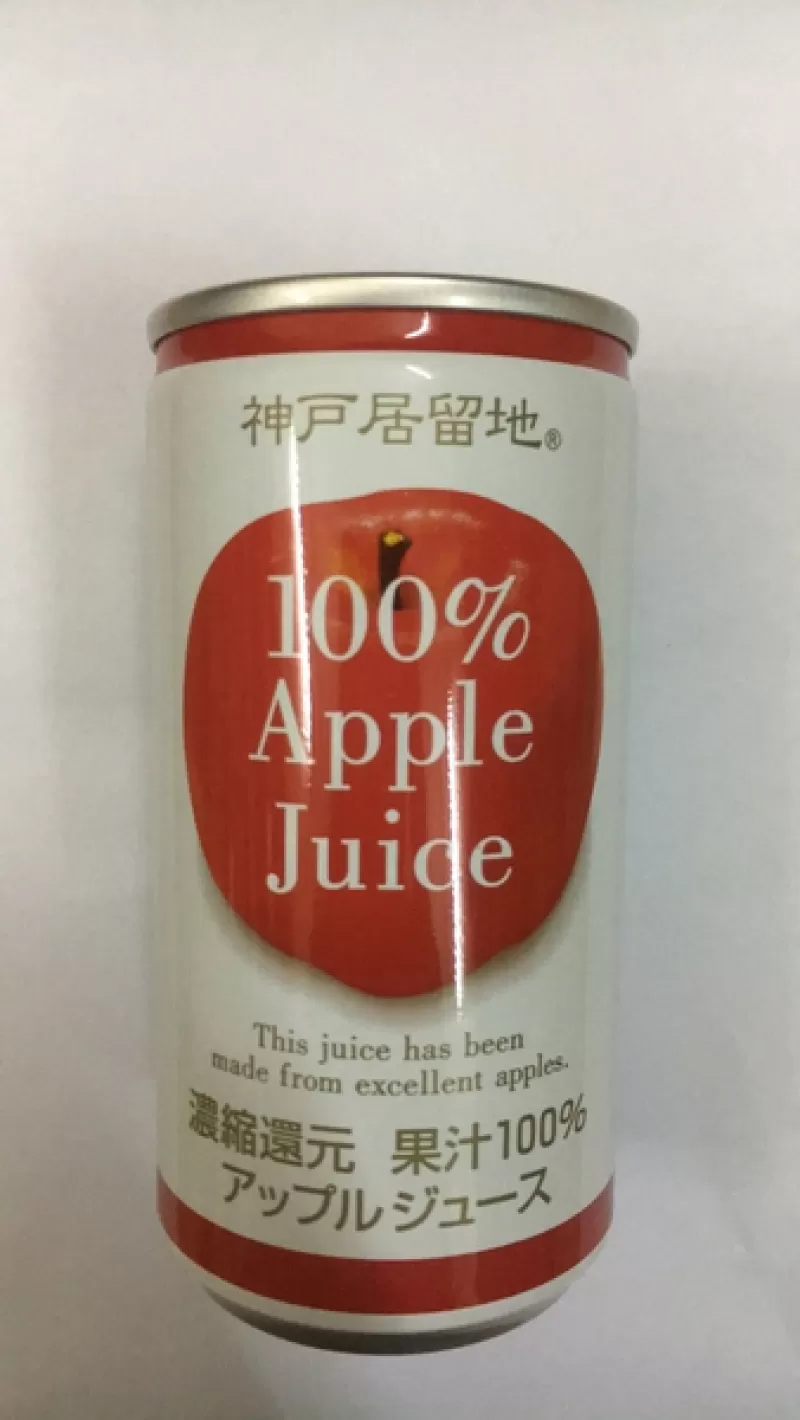 神戸居留地®
100%
Apple
Juice
This juice has been
made from excellent apples.
濃縮還元 果汁100%
アップルジュース